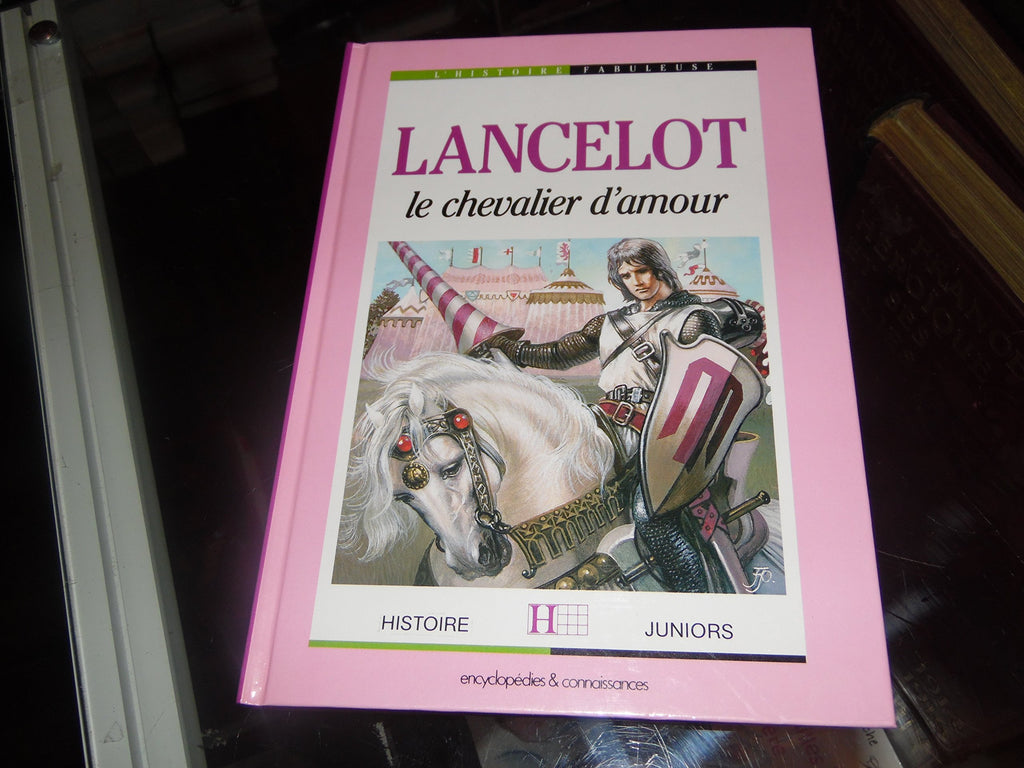 L'HISTOIRE FABULEUSE
LANCELOT
le chevalier d'amour
HISTOIRE H JUNIORS
encyclopédies & connaissances